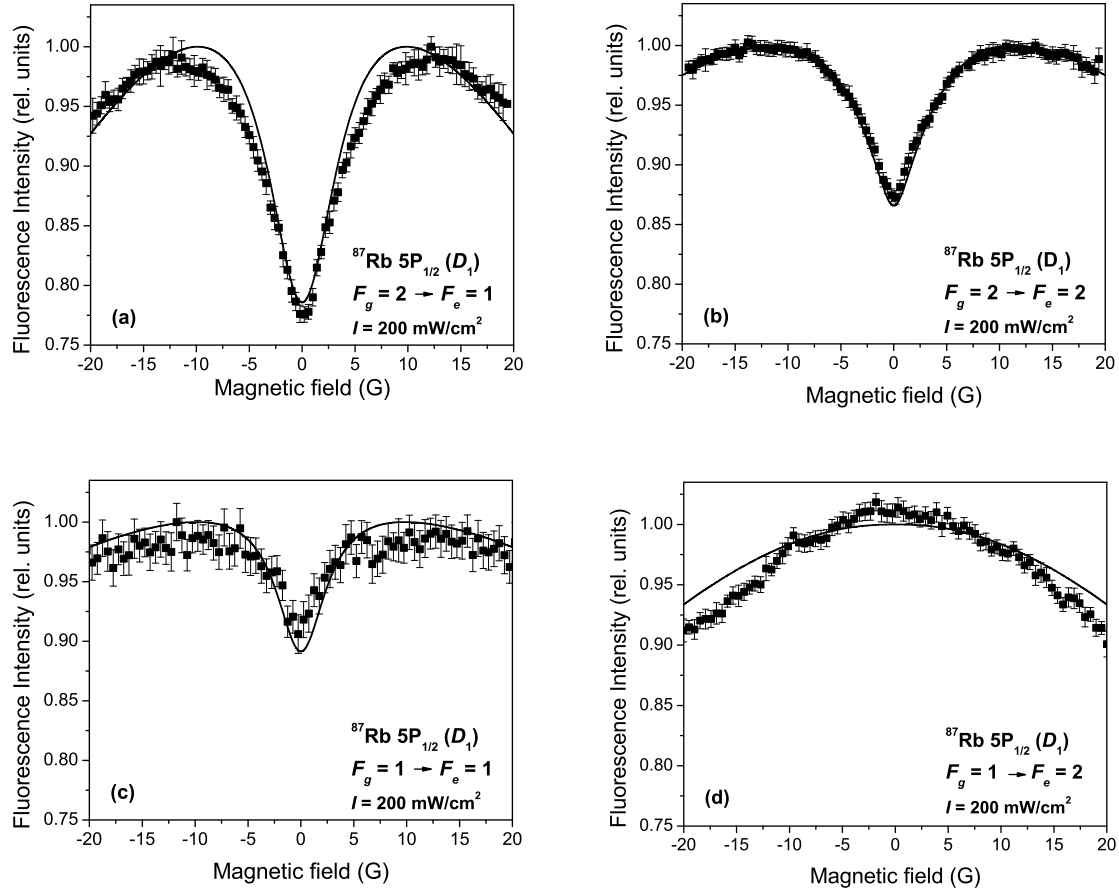 Fluorescence Intensity (rel. units)
1.00
0.95
0.90
0.85
0.80
0.75
-20 -15 -10 -5 0 5 10 15 20
Magnetic field (G)
⁸⁷Rb 5P₁/₂ (D₁)
F_g = 2 → F_e = 1
I = 200 mW/cm²
(a)
Fluorescence Intensity (rel. units)
1.00
0.95
0.90
0.85
0.80
0.75
-20 -15 -10 -5 0 5 10 15 20
Magnetic field (G)
⁸⁷Rb 5P₁/₂ (D₁)
F_g = 2 → F_e = 2
I = 200 mW/cm²
(b)
Fluorescence Intensity (rel. units)
1.00
0.95
0.90
0.85
0.80
0.75
-20 -15 -10 -5 0 5 10 15 20
Magnetic field (G)
⁸⁷Rb 5P₁/₂ (D₁)
F_g = 1 → F_e = 1
I = 200 mW/cm²
(c)
Fluorescence Intensity (rel. units)
1.00
0.95
0.90
0.85
0.80
0.75
-20 -15 -10 -5 0 5 10 15 20
Magnetic field (G)
⁸⁷Rb 5P₁/₂ (D₁)
F_g = 1 → F_e = 2
I = 200 mW/cm²
(d)